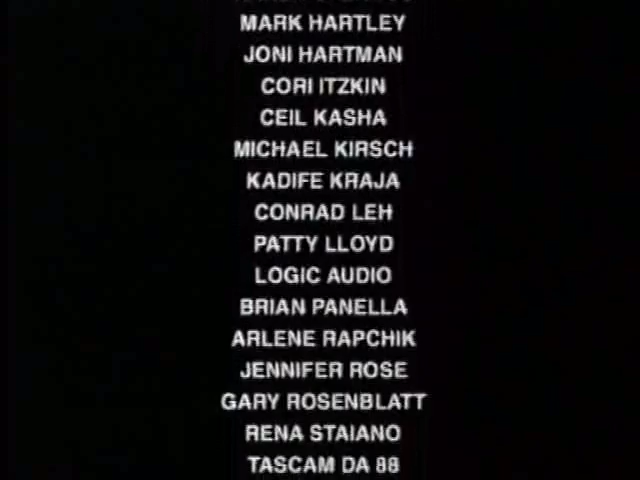 MARK HARTLEY
JONI HARTMAN
CORI ITZKIN
CEIL KASHA
MICHAEL KIRSCH
KADIFE KRAJA
CONRAD LEH
PATTY LLOYD
LOGIC AUDIO
BRIAN PANELLA
ARLENE RAPCHIK
JENNIFER ROSE
GARY ROSENBLATT
RENA STAIANO
TASCAM DA 88